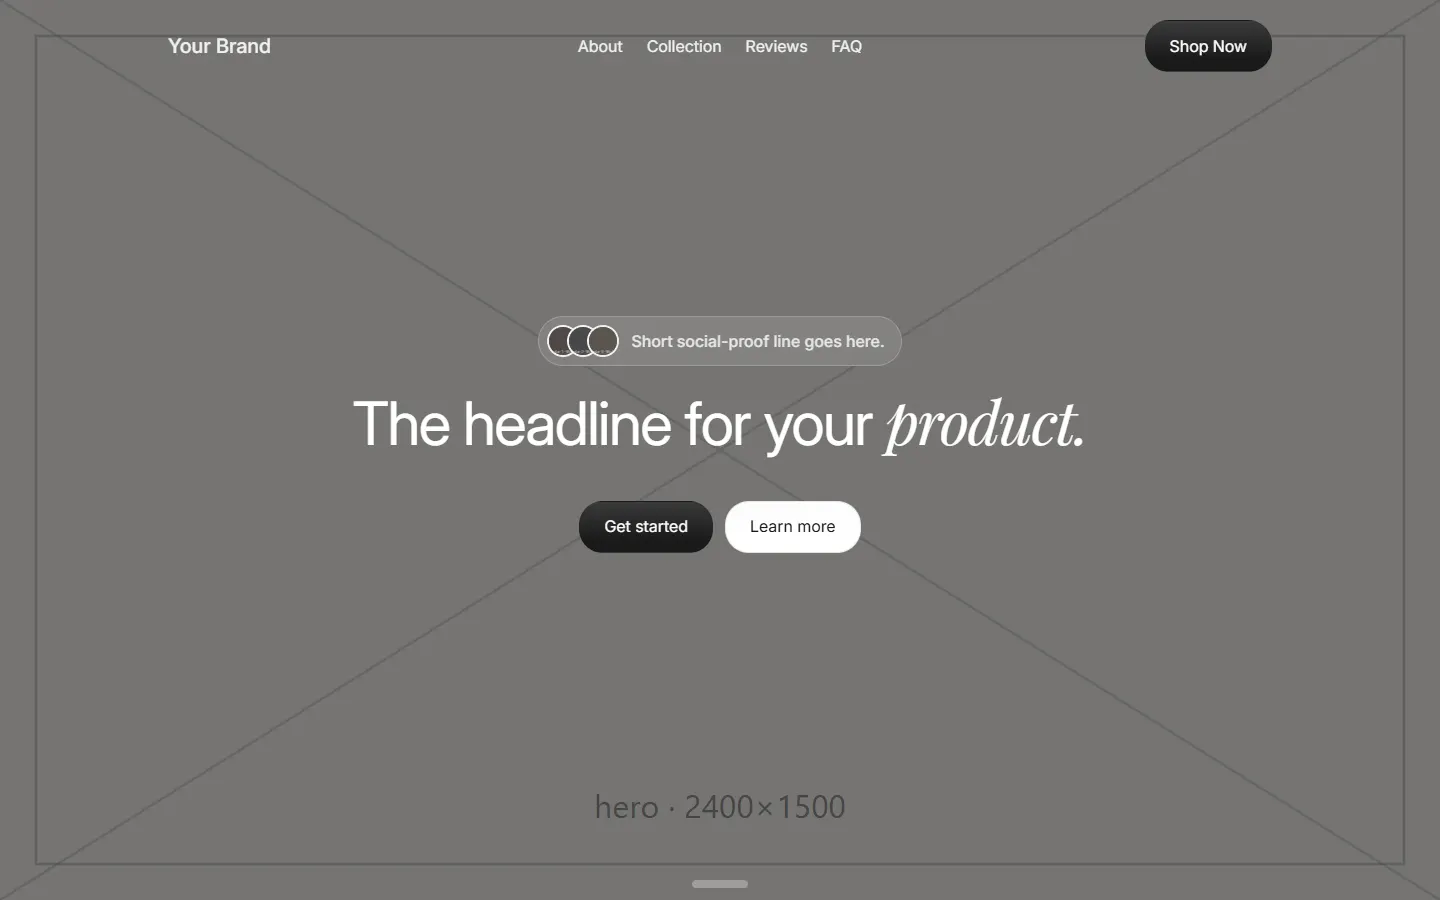 Your Brand
About
Collection
Reviews
FAQ
Shop Now
Short social-proof line goes here.
The headline for your product.
Get started
Learn more
hero · 2400×1500